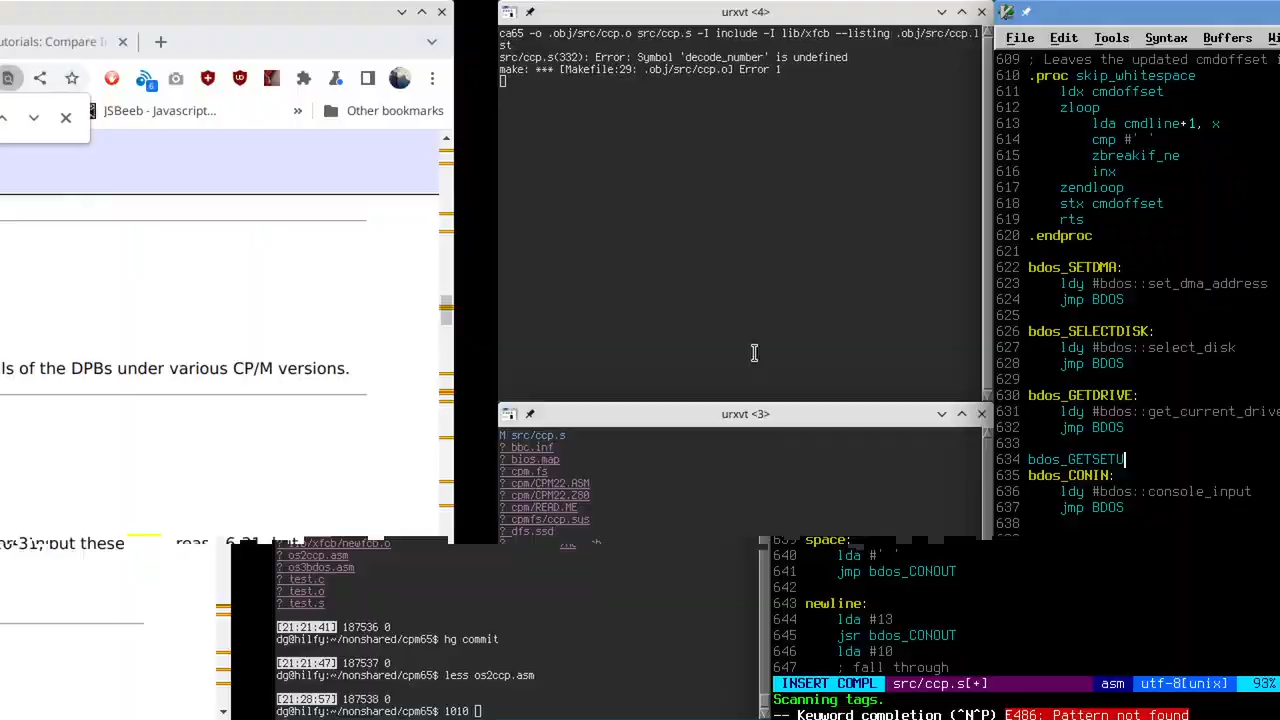 utorials: Compare I
JSBeeb - Javascript...
»
Other bookmarks
ls of the DPBs under various CP/M versions.
put these
urxvt <4>
ca65 -o .obj/src/ccp.o src/ccp.s -I include -I lib/xfcb --listing .obj/src/ccp.l
st
src/ccp.s(332): Error: Symbol 'decode_number' is undefined
make: *** [Makefile:29: .obj/src/ccp.o] Error 1
urxvt <3>
M src/ccp.s
? bbc.inf
? bios.map
? cpm.fs
? cpm/CPM22.ASM
? cpm/CPM22.Z80
? cpm/READ.ME
? cpmfs/ccp.sys
? dfs.ssd
? os2ccp.asm
? os3bdos.asm
? test.c
? test.o
? test.s
[21:21:41] 187536 0
dg@hilfy:~/nonshared/cpm65$ hg commit
[21:21:47] 187537 0
dg@hilfy:~/nonshared/cpm65$ less os2ccp.asm
[21:28:57] 187538 0
dg@hilfy:~/nonshared/cpm65$ 1010
File Edit Tools Syntax Buffers
609 ; Leaves the updated cmdoffset i
610 .proc skip_whitespace
611 ldx cmdoffset
612 zloop
613 lda cmdline+1, x
614 cmp #' '
615 zbreakif_ne
616 inx
617 zendloop
618 stx cmdoffset
619 rts
620 .endproc
621
622 bdos_SETDMA:
623 ldy #bdos::set_dma_address
624 jmp BDOS
625
626 bdos_SELECTDISK:
627 ldy #bdos::select_disk
628 jmp BDOS
629
630 bdos_GETDRIVE:
631 ldy #bdos::get_current_drive
632 jmp BDOS
633
634 bdos_GETSETU
635 bdos_CONIN:
636 ldy #bdos::console_input
637 jmp BDOS
638
639 space:
640 lda #' '
641 jmp bdos_CONOUT
642
643 newline:
644 lda #13
645 jsr bdos_CONOUT
646 lda #10
647 ; fall through
INSERT COMPL src/ccp.s[+] asm utf-8[unix] 93%
Scanning tags.
-- Keyword completion (^N^P) E486: Pattern not found